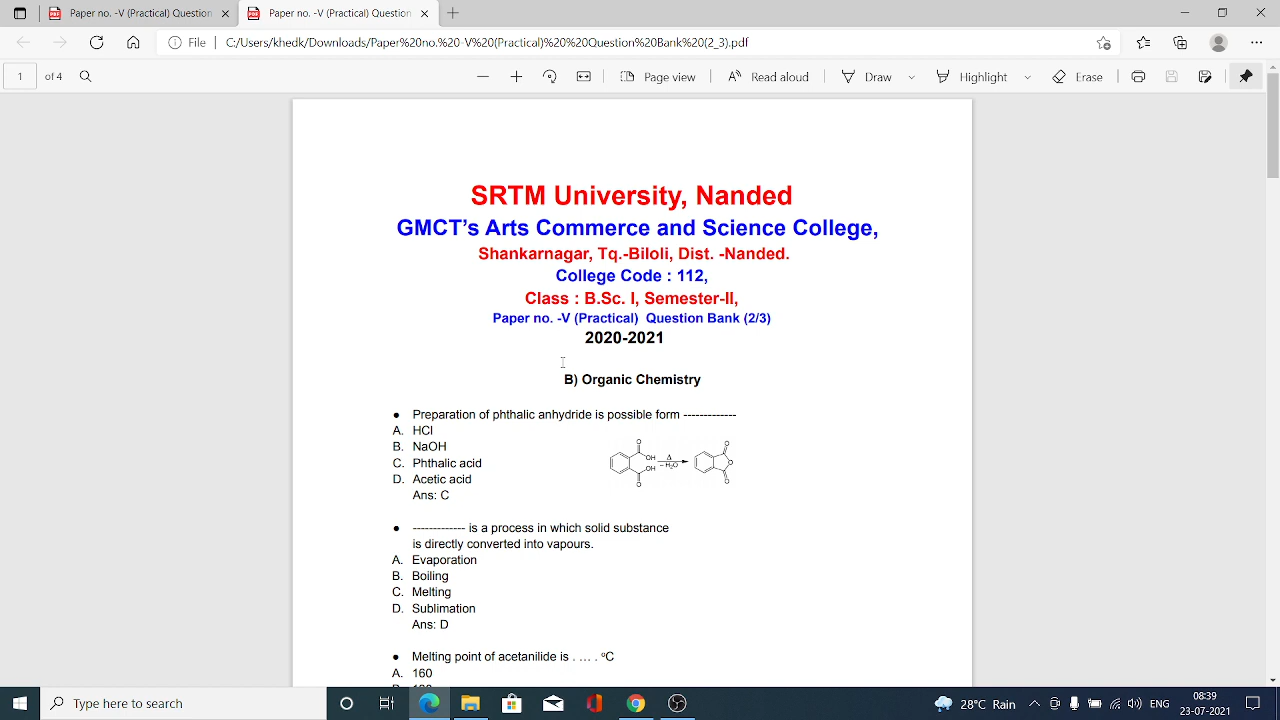 Paper no. -V (Practical) Question
Paper no. -V (Practical) Question
File
C:/Users/khedk/Downloads/Paper%20no.%20-V%20(Practical)%20%20Question%20Bank%20(2_3).pdf
1 of 4
Page view
Read aloud
Draw
Highlight
Erase
SRTM University, Nanded
GMCT's Arts Commerce and Science College,
Shankarnagar, Tq.-Biloli, Dist. -Nanded.
College Code : 112,
Class : B.Sc. I, Semester-II,
Paper no. -V (Practical) Question Bank (2/3)
2020-2021
B) Organic Chemistry
● Preparation of phthalic anhydride is possible form -------------
A. HCl
B. NaOH
C. Phthalic acid
D. Acetic acid
Ans: C
O
OH
OH
O
Δ
− H₂O
O
O
O
● ------------- is a process in which solid substance
is directly converted into vapours.
A. Evaporation
B. Boiling
C. Melting
D. Sublimation
Ans: D
● Melting point of acetanilide is . ... . ºC
A. 160
Type here to search
28°C Rain
ENG
08:39
23-07-2021